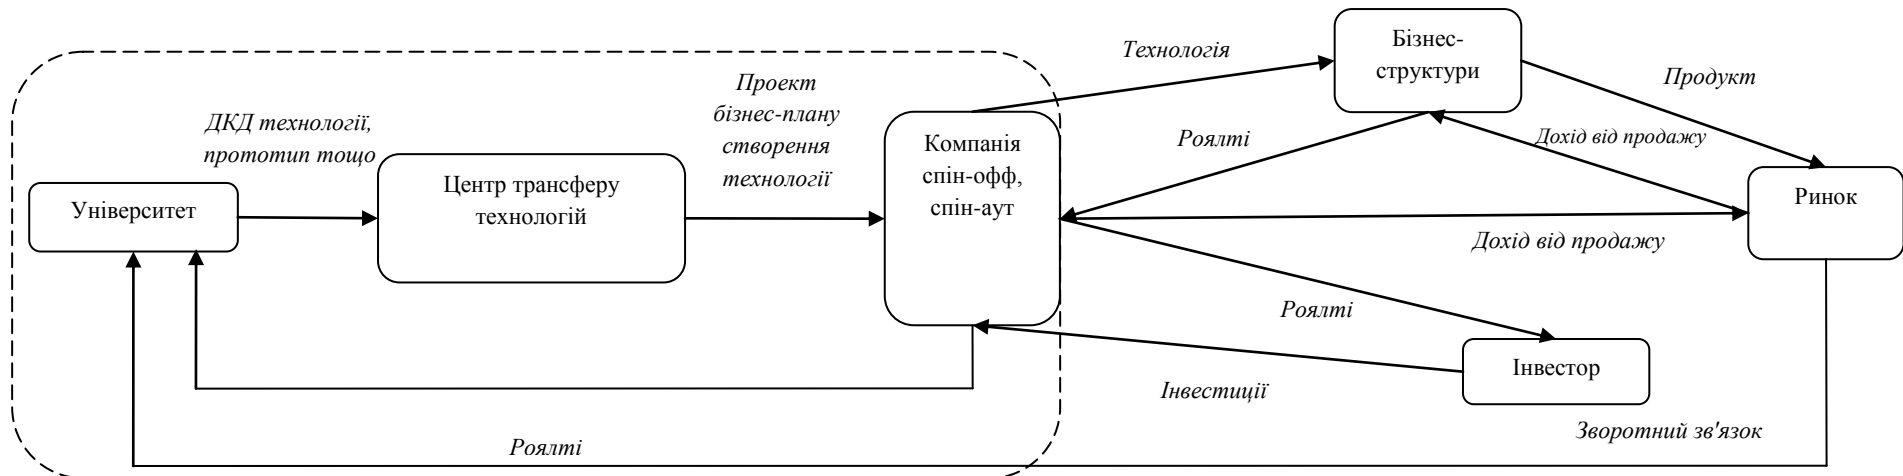 Бізнес-
структури
Технологія
Продукт
Проект
бізнес-плану
створення
технології
ДКД технології,
прототип тощо
Роялті
Дохід від продажу
Компанія
спін-офф,
спін-аут
Центр трансферу
технологій
Університет
Ринок
Дохід від продажу
Роялті
Інвестор
Інвестиції
Зворотний зв'язок
Роялті